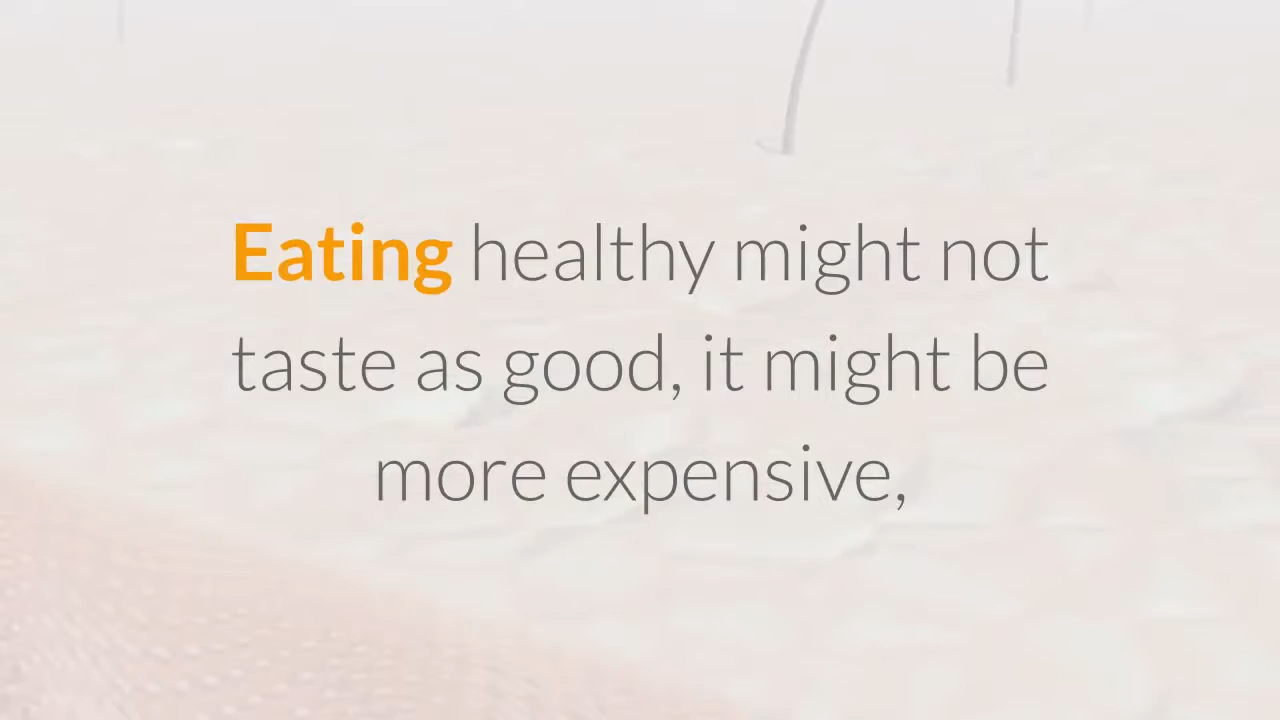 Eating healthy might not
taste as good, it might be
more expensive,